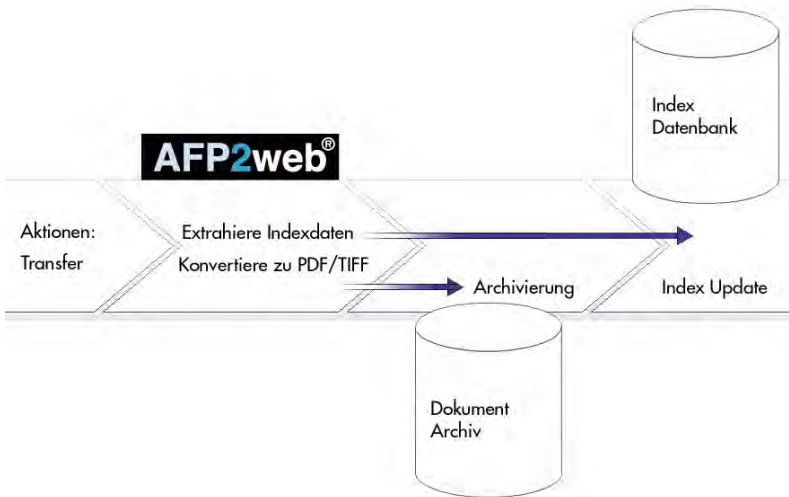 Index
Datenbank
AFP2web®
Aktionen:
Transfer
Extrahiere Indexdaten
Konvertiere zu PDF/TIFF
Archivierung
Index Update
Dokument
Archiv